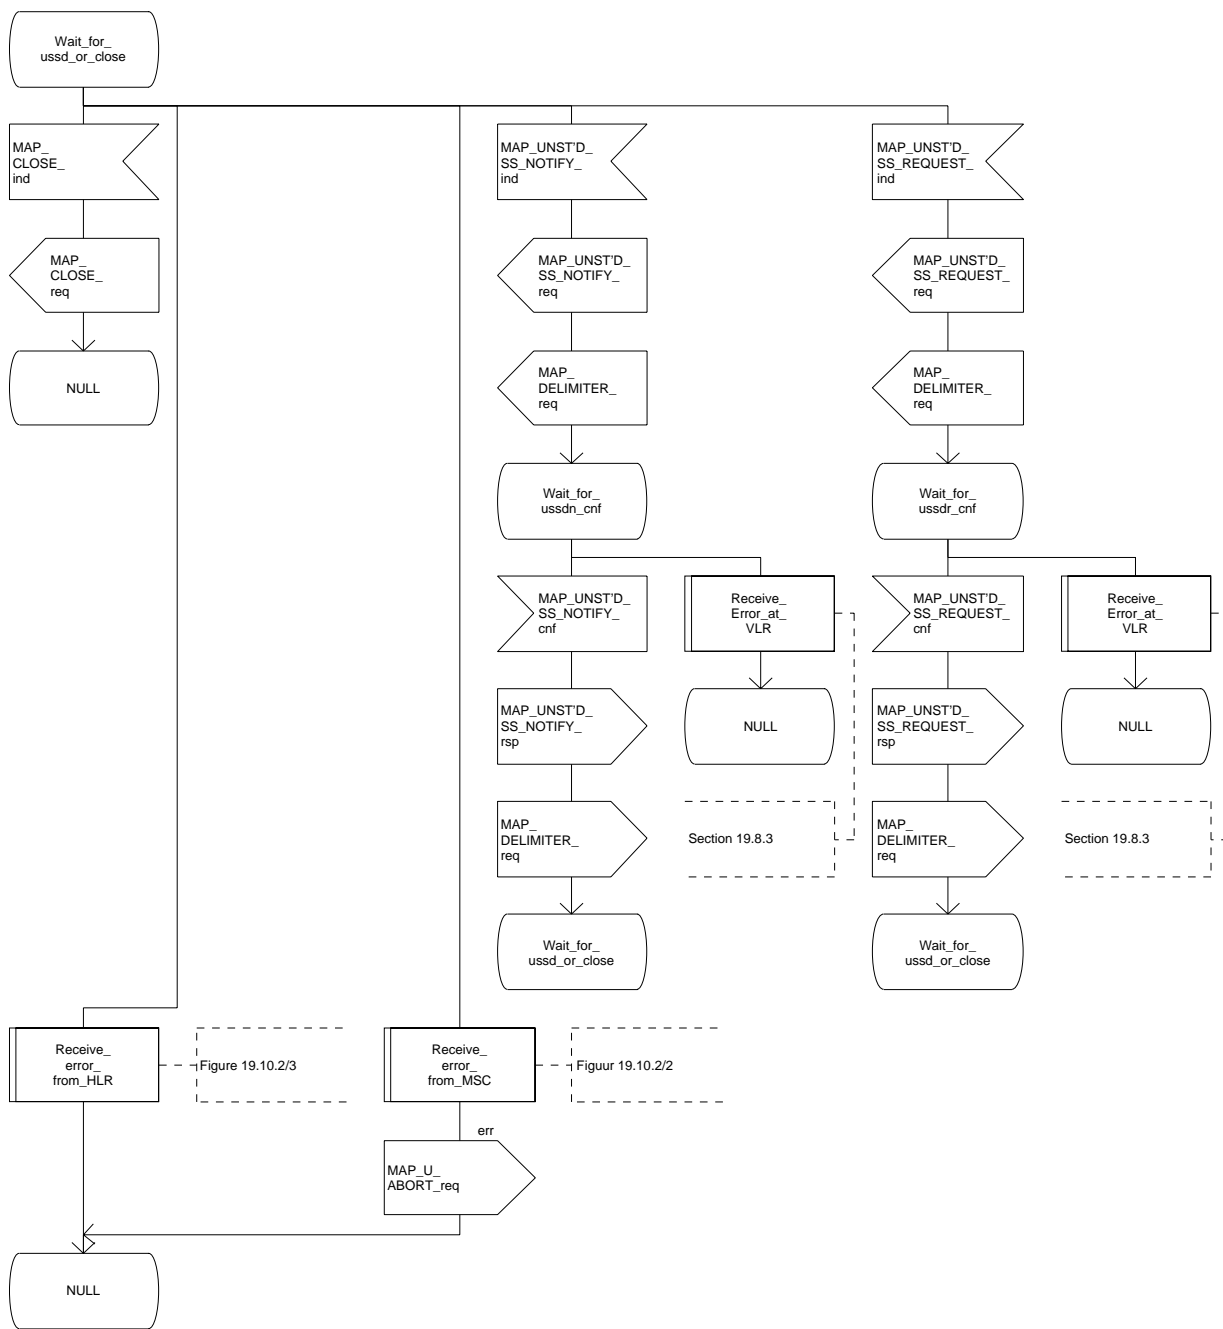 Wait_for_
ussd_or_close
MAP_
CLOSE_
ind
MAP_UNST'D_
SS_NOTIFY_
ind
MAP_UNST'D_
SS_REQUEST_
ind
MAP_
CLOSE_
req
MAP_UNST'D_
SS_NOTIFY_
req
MAP_UNST'D_
SS_REQUEST_
req
NULL
MAP_
DELIMITER_
req
MAP_
DELIMITER_
req
Wait_for_
ussdn_cnf
Wait_for_
ussdr_cnf
MAP_UNST'D_
SS_NOTIFY_
cnf
Receive_
Error_at_
VLR
MAP_UNST'D_
SS_REQUEST_
cnf
Receive_
Error_at_
VLR
MAP_UNST'D_
SS_NOTIFY_
rsp
NULL
MAP_UNST'D_
SS_REQUEST_
rsp
NULL
MAP_
DELIMITER_
req
Section 19.8.3
MAP_
DELIMITER_
req
Section 19.8.3
Wait_for_
ussd_or_close
Wait_for_
ussd_or_close
Receive_
error_
from_HLR
Figure 19.10.2/3
Receive_
error_
from_MSC
Figuur 19.10.2/2
err
MAP_U_
ABORT_req
NULL